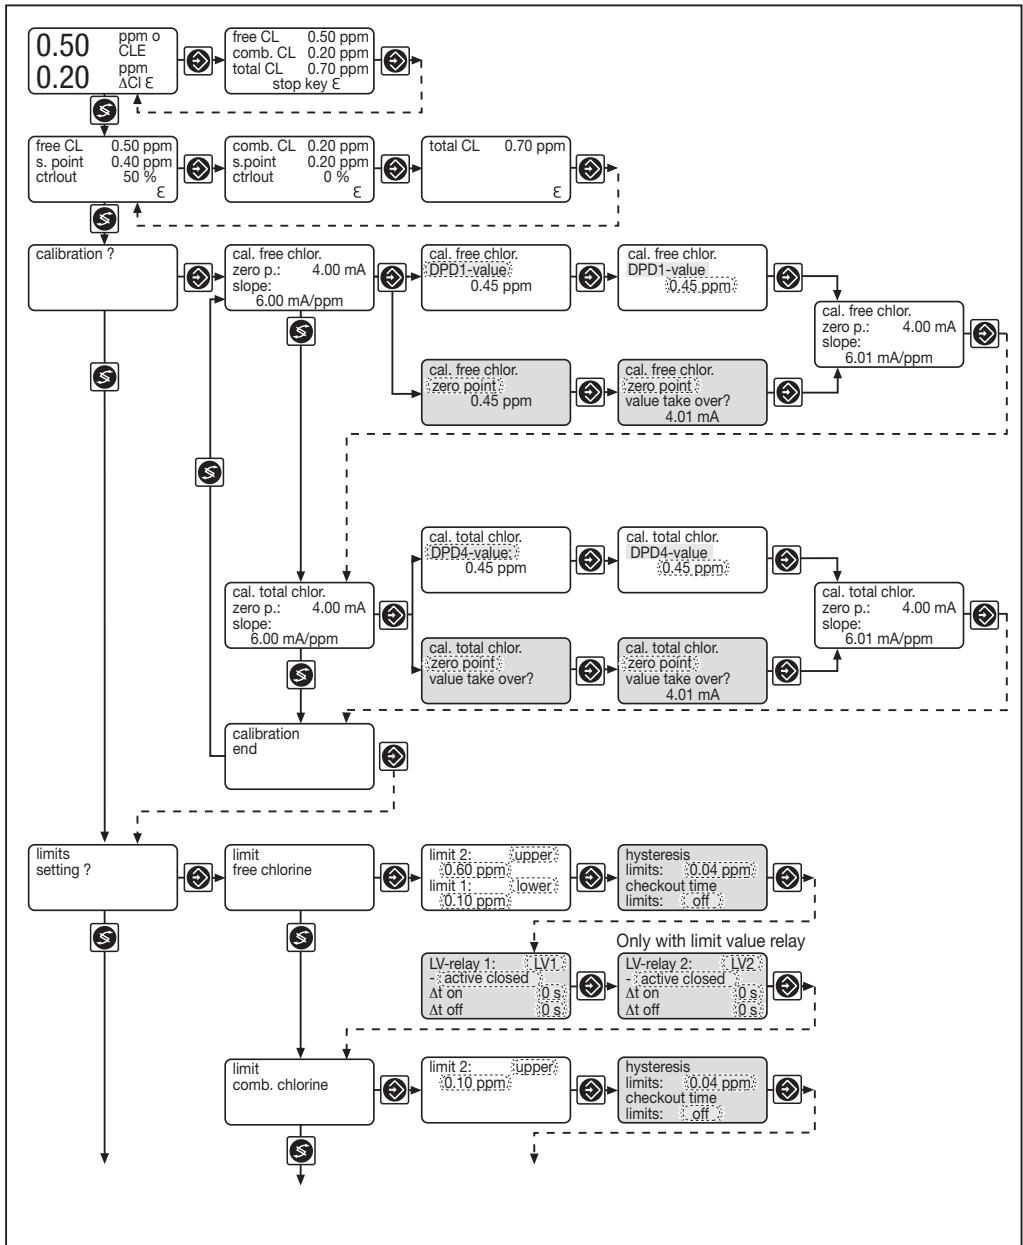 0.50 ppm o
CLE
0.20 ppm
ΔCl ℇ
free CL 0.50 ppm
comb. CL 0.20 ppm
total CL 0.70 ppm
stop key ℇ
free CL 0.50 ppm
s. point 0.40 ppm
ctrlout 50 %
ℇ
comb. CL 0.20 ppm
s.point 0.20 ppm
ctrlout 0 %
ℇ
total CL 0.70 ppm
ℇ
calibration ?
cal. free chlor.
zero p.: 4.00 mA
slope:
6.00 mA/ppm
cal. free chlor.
DPD1-value
0.45 ppm
cal. free chlor.
DPD1-value
0.45 ppm
cal. free chlor.
zero p.: 4.00 mA
slope:
6.01 mA/ppm
cal. free chlor.
zero point
0.45 ppm
cal. free chlor.
zero point
value take over?
4.01 mA
cal. total chlor.
DPD4-value:
0.45 ppm
cal. total chlor.
DPD4-value
0.45 ppm
cal. total chlor.
zero p.: 4.00 mA
slope:
6.00 mA/ppm
cal. total chlor.
zero p.: 4.00 mA
slope:
6.01 mA/ppm
cal. total chlor.
zero point
value take over?
cal. total chlor.
zero point
value take over?
4.01 mA
calibration
end
limits
setting ?
limit
free chlorine
limit 2: upper
0.60 ppm
limit 1: lower
0.10 ppm
hysteresis
limits: 0.04 ppm
checkout time
limits: off
Only with limit value relay
LV-relay 1: LV1
- active closed
Δt on 0 s
Δt off 0 s
LV-relay 2: LV2
- active closed
Δt on 0 s
Δt off 0 s
limit
comb. chlorine
limit 2: upper
0.10 ppm
hysteresis
limits: 0.04 ppm
checkout time
limits: off